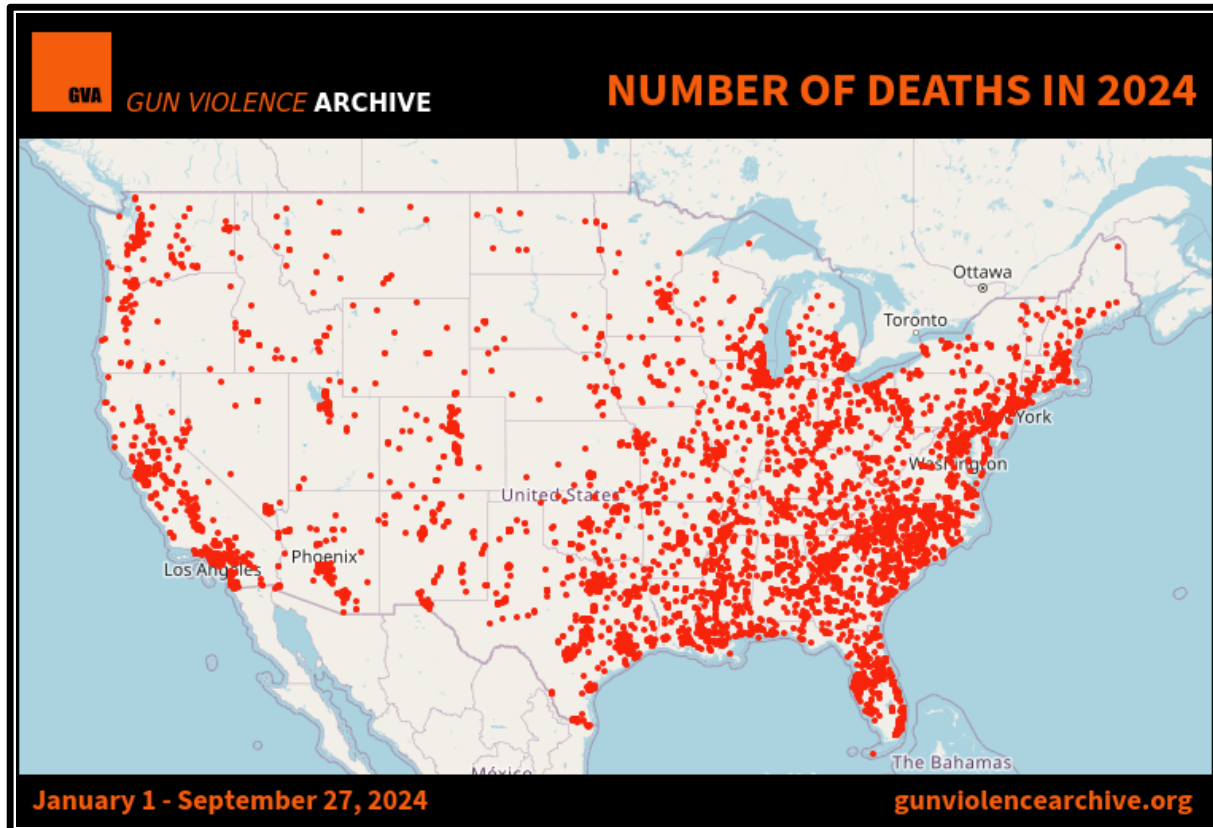 GVA
GUN VIOLENCE ARCHIVE
NUMBER OF DEATHS IN 2024
Ottawa
Toronto
York
Washington
United States
Phoenix
Los Angeles
México
The Bahamas
January 1 - September 27, 2024
gunviolencearchive.org